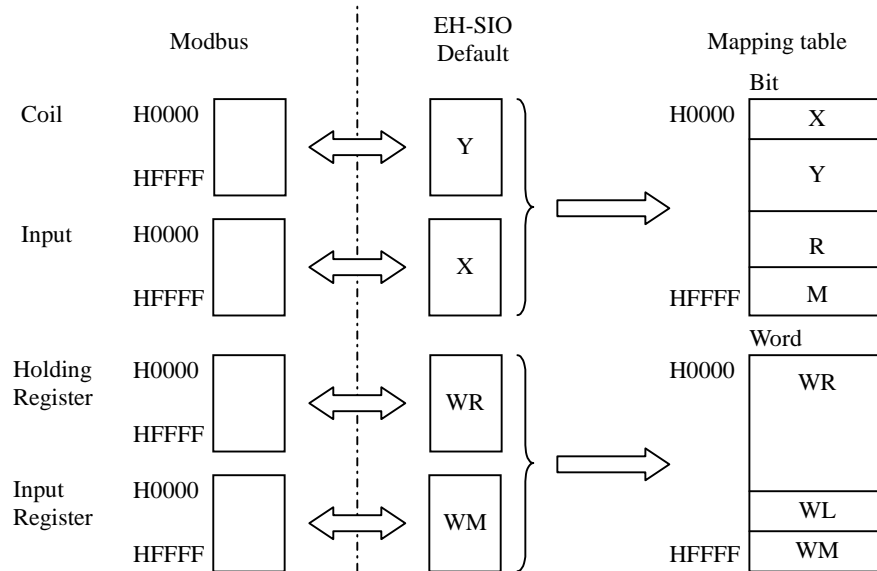 Modbus
EH-SIO
Default
Mapping table
Bit
Coil
H0000
HFFFF
Y
H0000
X
Y
R
M
HFFFF
Input
H0000
HFFFF
X
Word
Holding
Register
H0000
HFFFF
WR
H0000
WR
WL
WM
HFFFF
Input
Register
H0000
HFFFF
WM